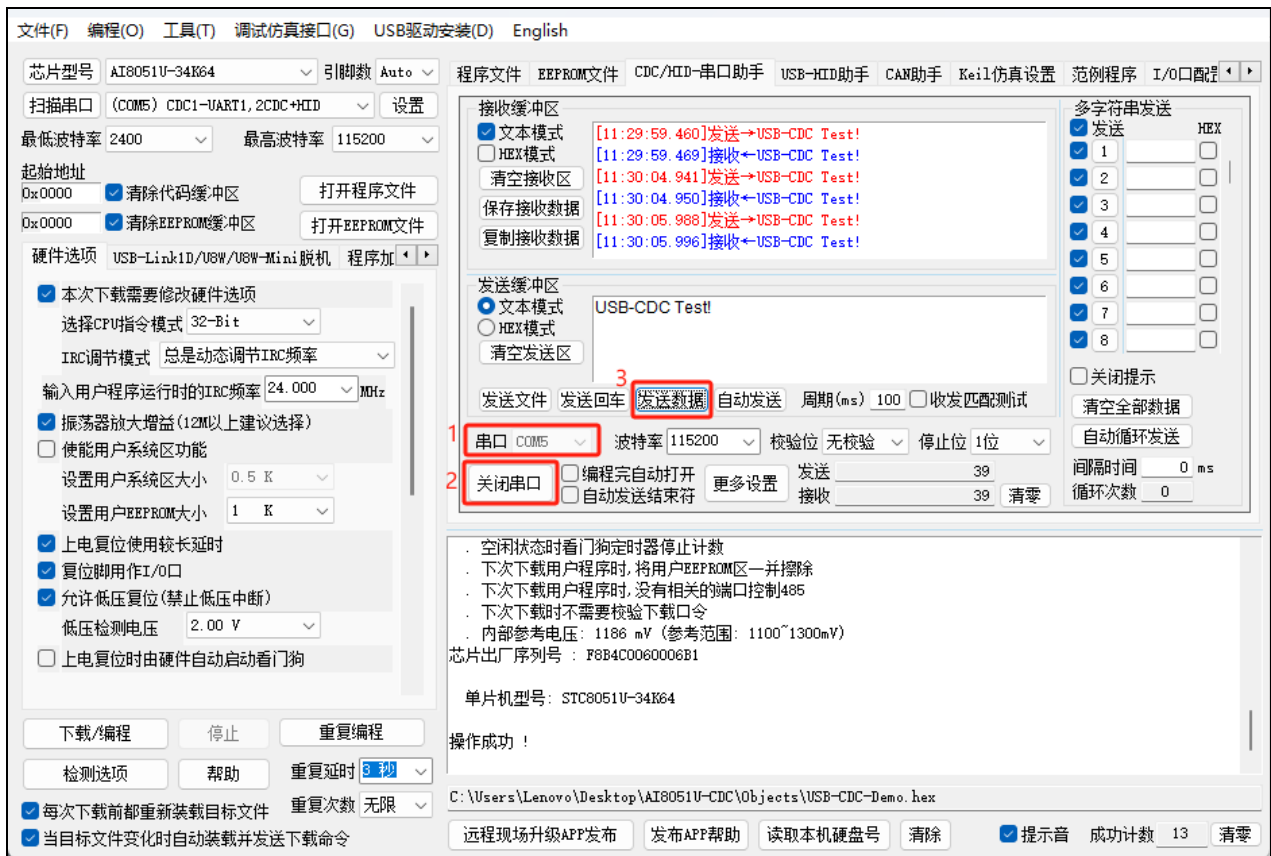 文件(F) 编程(O) 工具(T) 调试仿真接口(G) USB驱动安装(D) English
芯片型号 AI8051U-34K64 引脚数 Auto
扫描串口 (COM5) CDC1-UART1,2CDC+HID 设置
最低波特率 2400 最高波特率 115200
起始地址
0x0000 清除代码缓冲区 打开程序文件
0x0000 清除EEPROM缓冲区 打开EEPROM文件
硬件选项 USB-Link1D/U8W/U8W-Mini脱机 程序加
本次下载需要修改硬件选项
选择CPU指令模式 32-Bit
IRC调节模式 总是动态调节IRC频率
输入用户程序运行时的IRC频率 24.000 MHz
振荡器放大增益(12M以上建议选择)
使能用户系统区功能
设置用户系统区大小 0.5 K
设置用户EEPROM大小 1 K
上电复位使用较长延时
复位脚用作I/O口
允许低压复位(禁止低压中断)
低压检测电压 2.00 V
上电复位时由硬件自动启动看门狗
下载/编程 停止 重复编程
检测选项 帮助 重复延时 3 秒
每次下载前都重新装载目标文件 重复次数 无限
当目标文件变化时自动装载并发送下载命令
程序文件 EEPROM文件 CDC/HID-串口助手 USB-HID助手 CAN助手 Keil仿真设置 范例程序 I/O口配
接收缓冲区
文本模式
HEX模式
清空接收区
保存接收数据
复制接收数据
[11:29:59.460]发送→USB-CDC Test!
[11:29:59.469]接收←USB-CDC Test!
[11:30:04.941]发送→USB-CDC Test!
[11:30:04.950]接收←USB-CDC Test!
[11:30:05.988]发送→USB-CDC Test!
[11:30:05.996]接收←USB-CDC Test!
发送缓冲区
文本模式
HEX模式
清空发送区
USB-CDC Test!
3
发送文件 发送回车 发送数据 自动发送 周期(ms) 100 收发匹配测试
1 串口 COM5 波特率 115200 校验位 无校验 停止位 1位
2 关闭串口 编程完自动打开 更多设置 发送 39
自动发送结束符 接收 39 清零
多字符串发送
发送 HEX
1
2
3
4
5
6
7
8
关闭提示
清空全部数据
自动循环发送
间隔时间 0 ms
循环次数 0
. 空闲状态时看门狗定时器停止计数
. 下次下载用户程序时,将用户EEPROM区一并擦除
. 下次下载用户程序时,没有相关的端口控制485
. 下次下载时不需要校验下载口令
. 内部参考电压: 1186 mV (参考范围: 1100~1300mV)
芯片出厂序列号 : F8B4C0060006B1
单片机型号: STC8051U-34K64
操作成功 !
C:\Users\Lenovo\Desktop\AI8051U-CDC\Objects\USB-CDC-Demo.hex
远程现场升级APP发布 发布APP帮助 读取本机硬盘号 清除 提示音 成功计数 13 清零